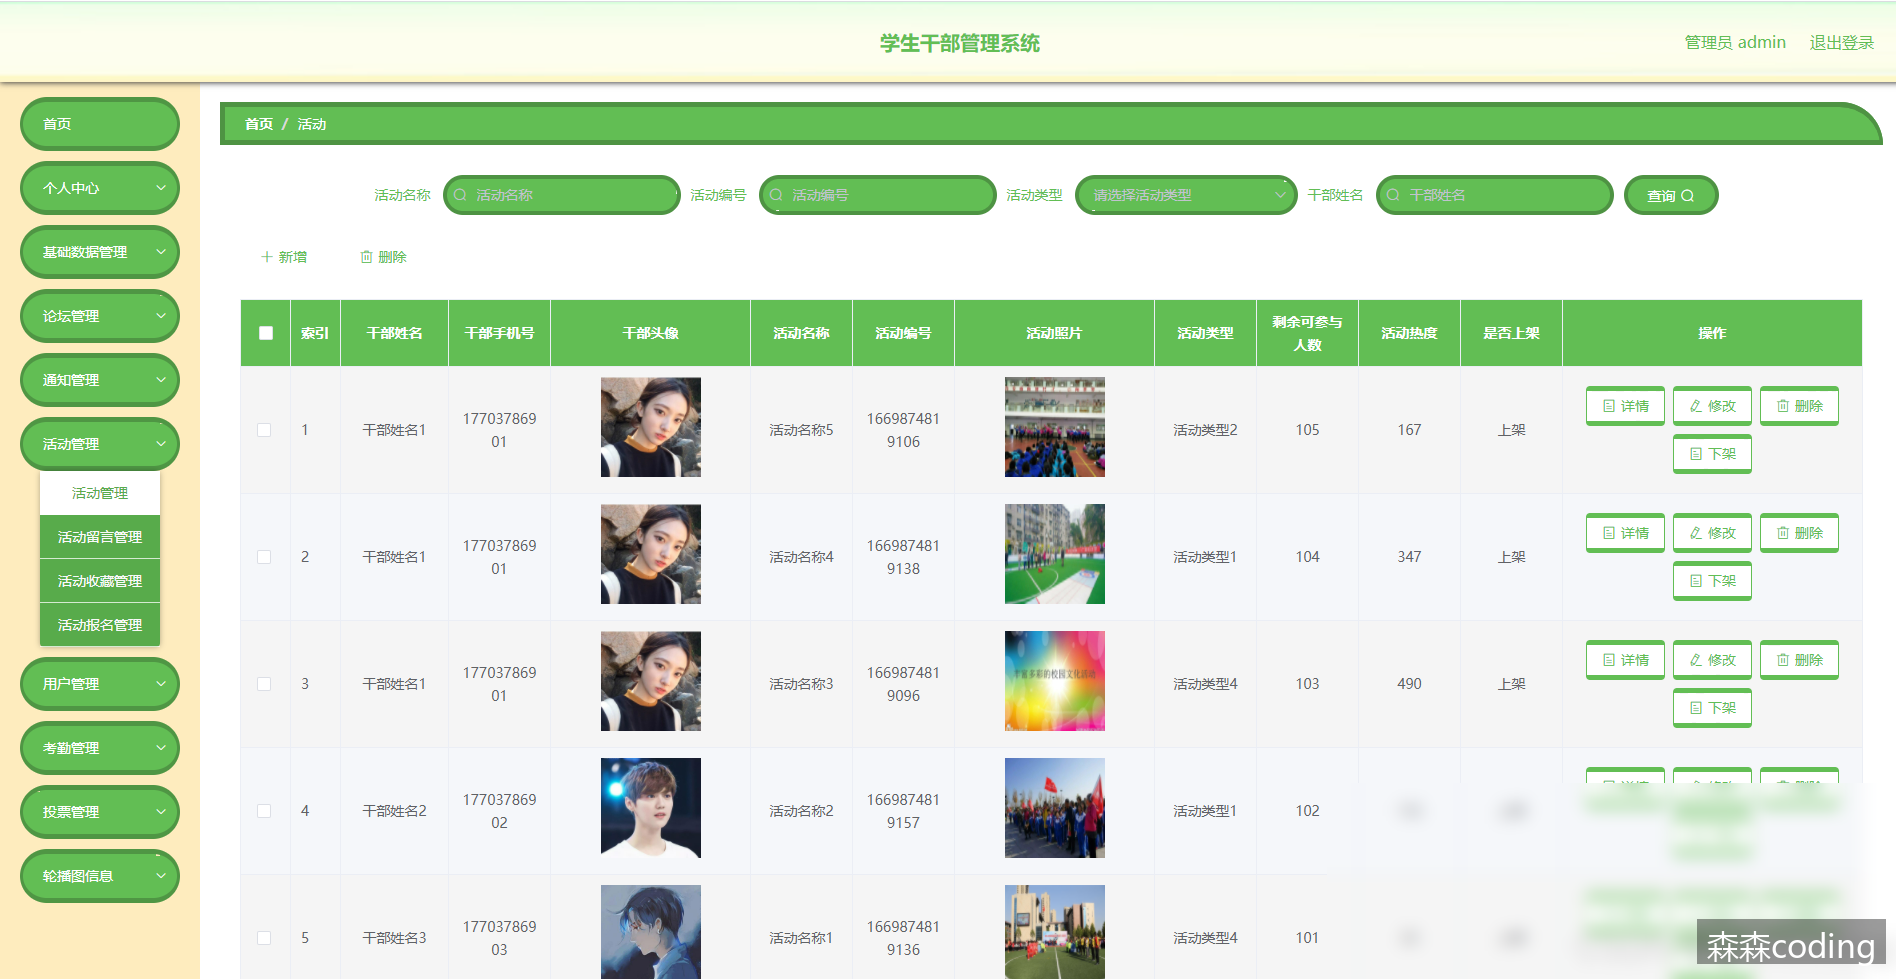 学生干部管理系统
管理员 admin
退出登录
首页
个人中心
基础数据管理
论坛管理
通知管理
活动管理
活动管理
活动留言管理
活动收藏管理
活动报名管理
用户管理
考勤管理
投票管理
轮播图信息
首页 / 活动
活动名称 活动名称 活动编号 活动编号 活动类型 请选择活动类型 干部姓名 干部姓名 查询
新增 删除
索引 干部姓名 干部手机号 干部头像 活动名称 活动编号 活动照片 活动类型 剩余可参与人数 活动热度 是否上架 操作
1 干部姓名1 17703786901 活动名称5 1669874819106 活动类型2 105 167 上架 详情 修改 删除
下架
2 干部姓名1 17703786901 活动名称4 1669874819138 活动类型1 104 347 上架 详情 修改 删除
下架
3 干部姓名1 17703786901 活动名称3 1669874819096 活动类型4 103 490 上架 详情 修改 删除
下架
4 干部姓名2 17703786902 活动名称2 1669874819157 活动类型1 102
5 干部姓名3 17703786903 活动名称1 1669874819136 活动类型4 101
森森coding